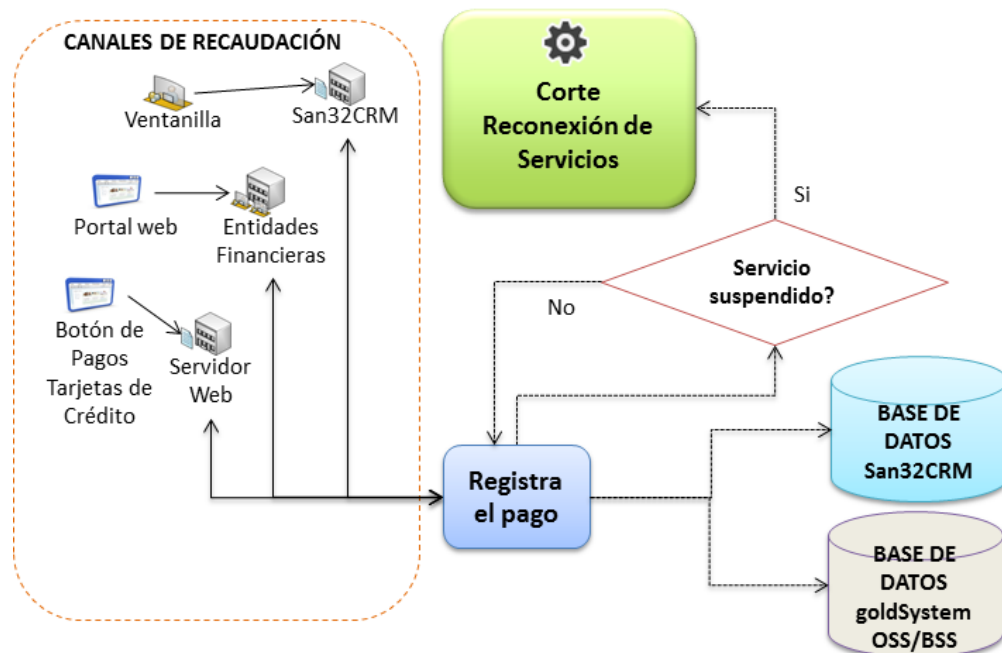 CANALES DE RECAUDACIÓN
Ventanilla
San32CRM
Portal web
Entidades
Financieras
Botón de
Pagos
Tarjetas de
Crédito
Servidor
Web
Corte
Reconexión de
Servicios
Si
Servicio
suspendido?
No
Registra
el pago
BASE DE
DATOS
San32CRM
BASE DE
DATOS
goldSystem
OSS/BSS